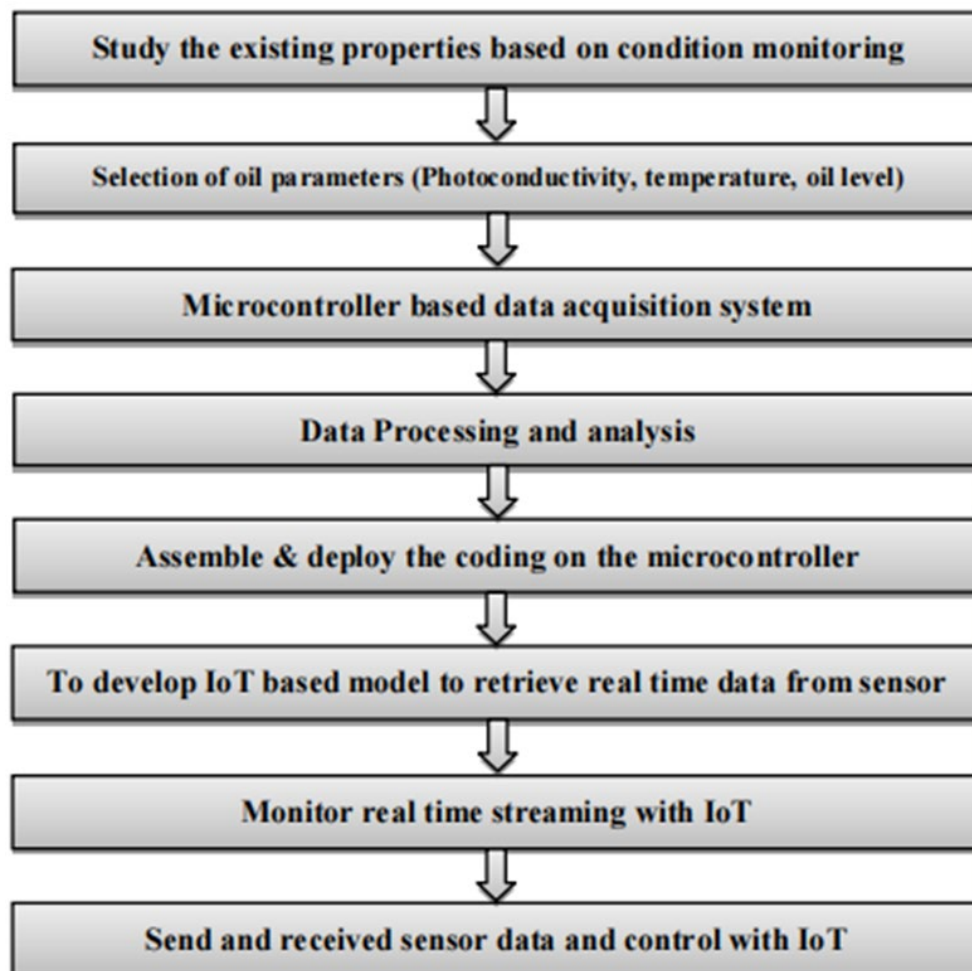 Study the existing properties based on condition monitoring
Selection of oil parameters (Photoconductivity, temperature, oil level)
Microcontroller based data acquisition system
Data Processing and analysis
Assemble & deploy the coding on the microcontroller
To develop IoT based model to retrieve real time data from sensor
Monitor real time streaming with IoT
Send and received sensor data and control with IoT